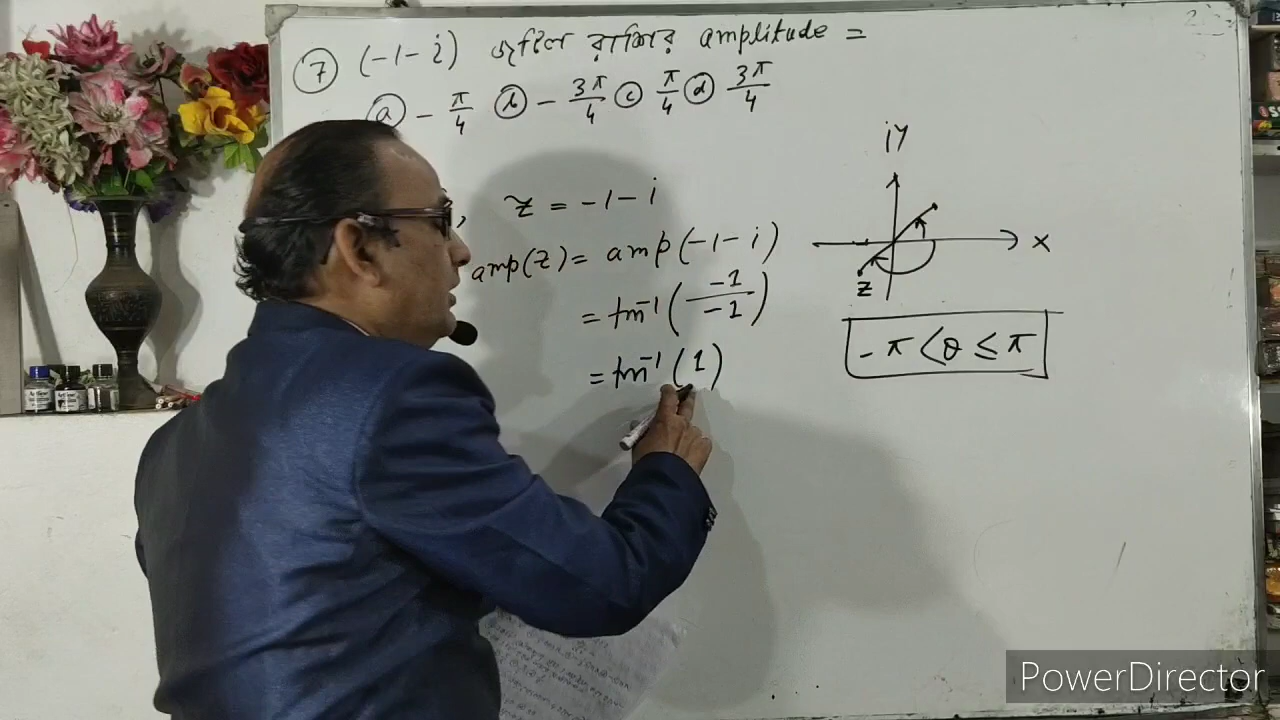 ⑦ (-1-i) জটিল রাশির amplitude =
ⓐ - π/4 ⓑ - 3π/4 ⓒ π/4 ⓓ 3π/4
, z = -1-i
amp(z) = amp(-1-i)
= tan⁻¹(-1/-1)
= tan⁻¹(1)
iy
x
z
-π < θ ≤ π
PowerDirector